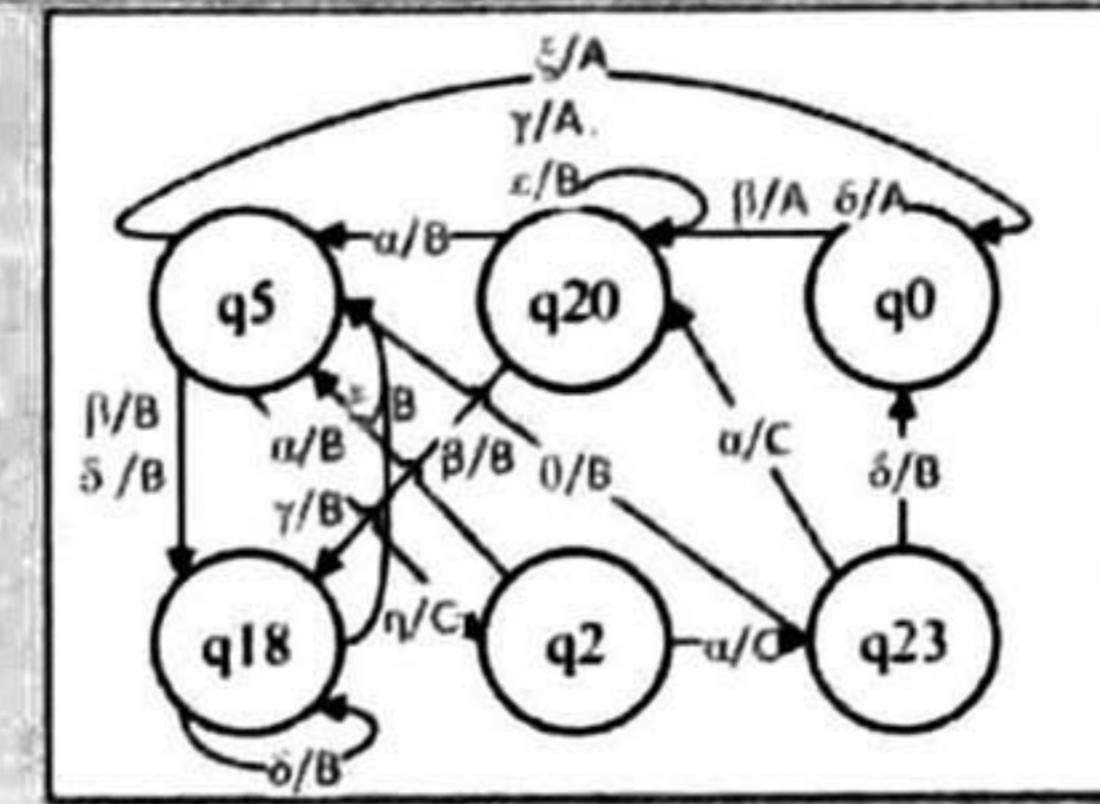 ξ/A
γ/A.
ε/B
β/A δ/A
α/B
q5
q20
q0
β/B
δ/B
ξ B
α/B
β/B
θ/B
α/C
δ/B
γ/B
η/C
α/C
q18
q2
q23
δ/B